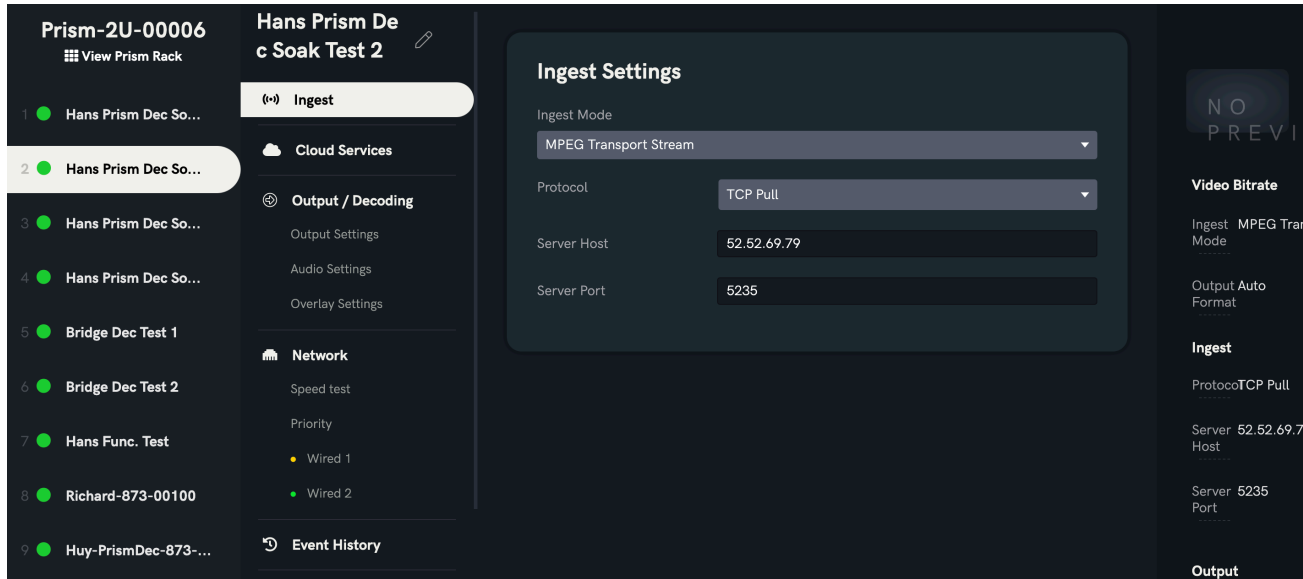 Prism-2U-00006
View Prism Rack
1 Hans Prism Dec So...
2 Hans Prism Dec So...
3 Hans Prism Dec So...
4 Hans Prism Dec So...
5 Bridge Dec Test 1
6 Bridge Dec Test 2
7 Hans Func. Test
8 Richard-873-00100
9 Huy-PrismDec-873-...
Hans Prism De
c Soak Test 2
Ingest
Cloud Services
Output / Decoding
Output Settings
Audio Settings
Overlay Settings
Network
Speed test
Priority
Wired 1
Wired 2
Event History
Ingest Settings
Ingest Mode
MPEG Transport Stream
Protocol
TCP Pull
Server Host
52.52.69.79
Server Port
5235
NO
PREVI
Video Bitrate
Ingest MPEG Tran
Mode
Output Auto
Format
Ingest
Protocol TCP Pull
Server 52.52.69.7
Host
Server 5235
Port
Output